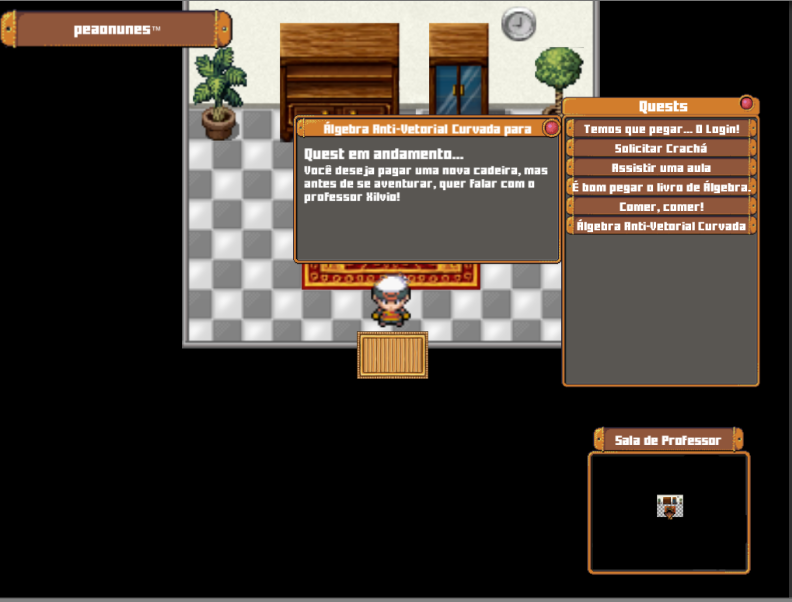 peaonunes™
Quests
Temos que pegar... O Login!
Solicitar Crachá
Assistir uma aula
É bom pegar o livro de Álgebra.
Comer, comer!
Álgebra Anti-Vetorial Curvada
Álgebra Anti-Vetorial Curvada para
Quest em andamento...
Você deseja pagar uma nova cadeira, mas
antes de se aventurar, quer falar com o
professor Xilvio!
Sala de Professor